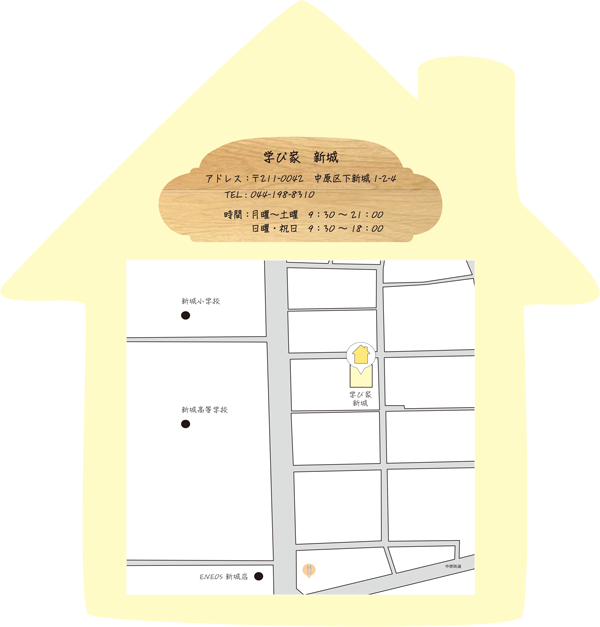 学び家　新城
アドレス：〒211-0042　中原区下新城 1-2-4
TEL : 044-198-8310
時間：月曜～土曜　9：30 ～ 21：00
日曜・祝日　9：30 ～ 18：00
新城小学校
学び家
新城
新城高等学校
ENEOS 新城店
中原街道